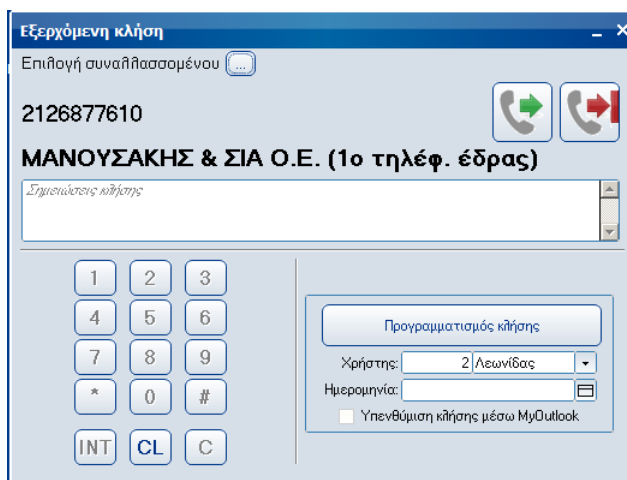 Εξερχόμενη κλήση
Επιλογή συναλλασσομένου ...
2126877610
ΜΑΝΟΥΣΑΚΗΣ & ΣΙΑ Ο.Ε. (1ο τηλέφ. έδρας)
Σημειώσεις κλήσης
1 2 3
4 5 6
7 8 9
* 0 #
INT CL C
Προγραμματισμός κλήσης
Χρήστης: 2 Λεωνίδας
Ημερομηνία:
Υπενθύμιση κλήσης μέσω MyOutlook